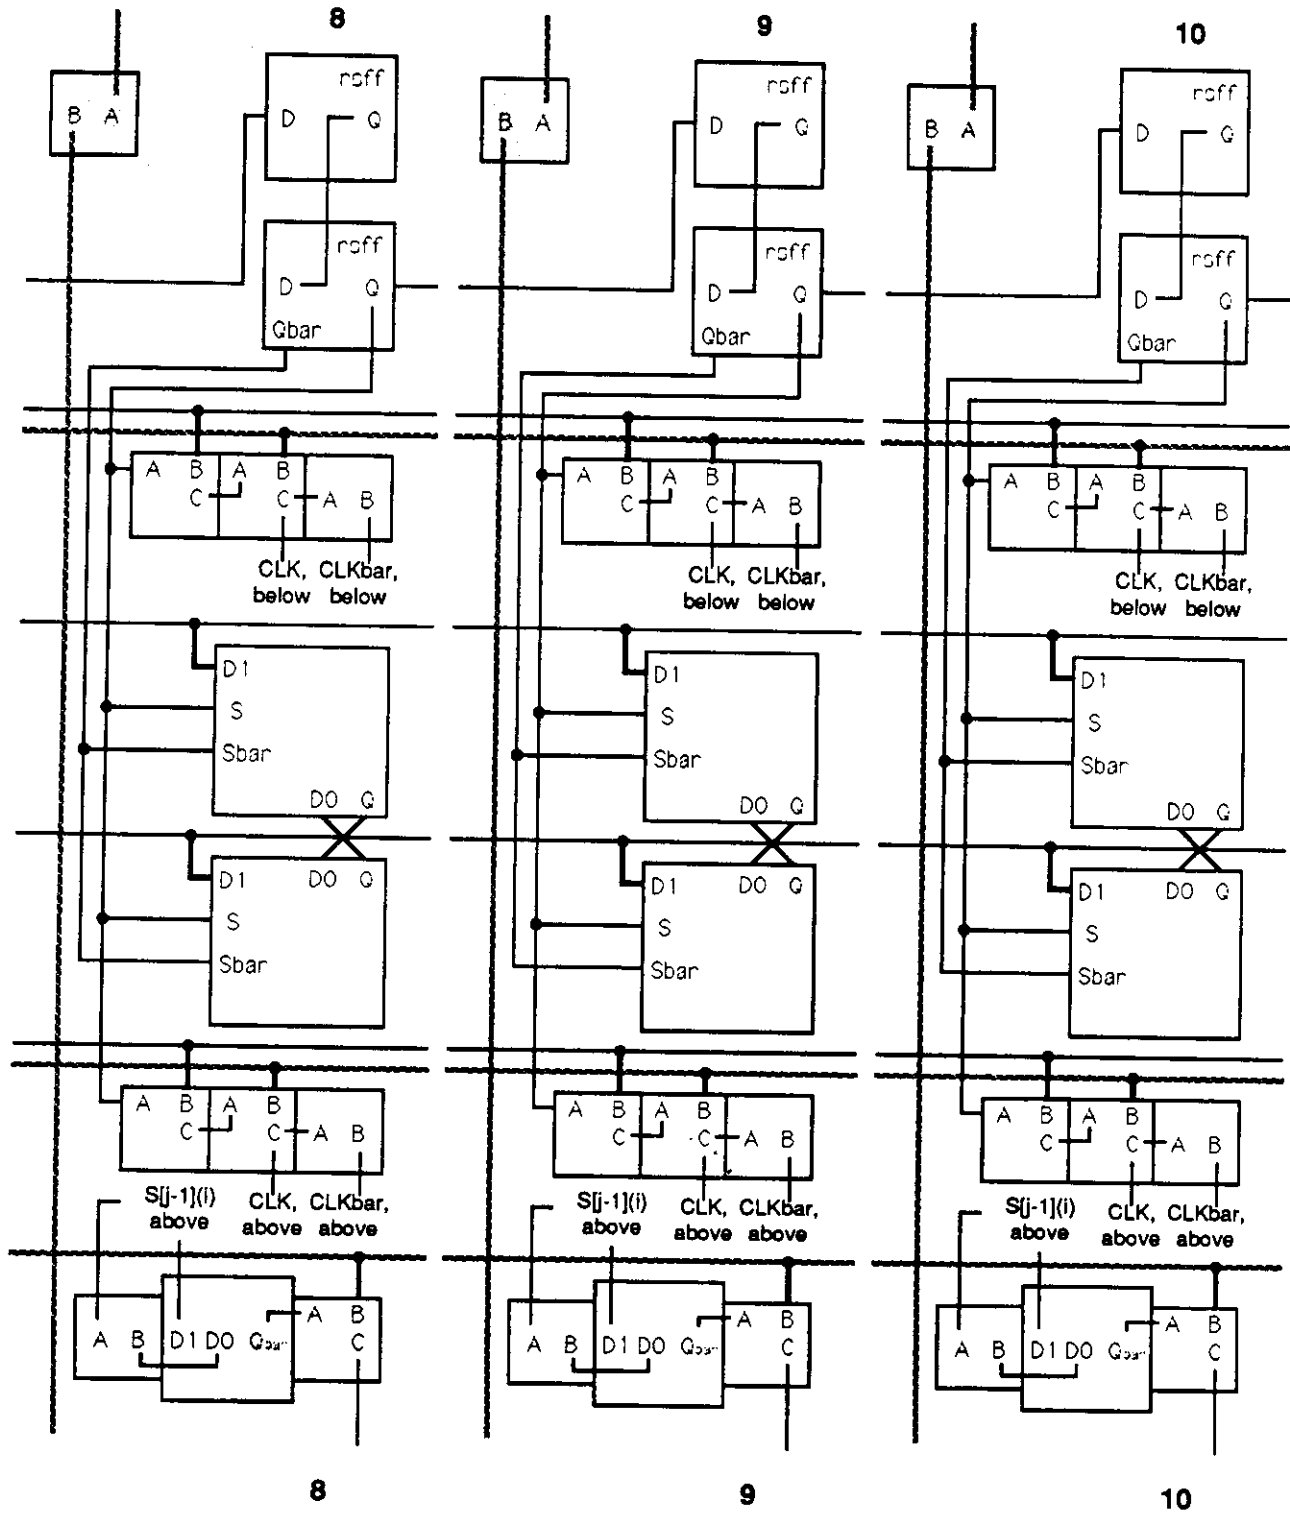 8 9 10
rsff rsff rsff
B A D Q B A D Q B A D Q
rsff rsff rsff
D Q D Q D Q
Qbar Qbar Qbar
A B A B A B A B A B A B
C C A B C C A B C C A B
CLK, CLKbar, CLK, CLKbar, CLK, CLKbar,
below below below below below below
D1 D1 D1
S S S
Sbar Sbar Sbar
D0 Q D0 Q D0 Q
D1 D0 Q D1 D0 Q D1 D0 Q
S S S
Sbar Sbar Sbar
A B A B A B A B A B A B
C C A B C C A B C C A B
S[j-1](i) CLK, CLKbar, S[j-1](i) CLK, CLKbar, S[j-1](i) CLK, CLKbar,
above above above above above above above above above
A B A B A B
A B D1 D0 Qbar C A B D1 D0 Qbar C A B D1 D0 Qbar C
8 9 10